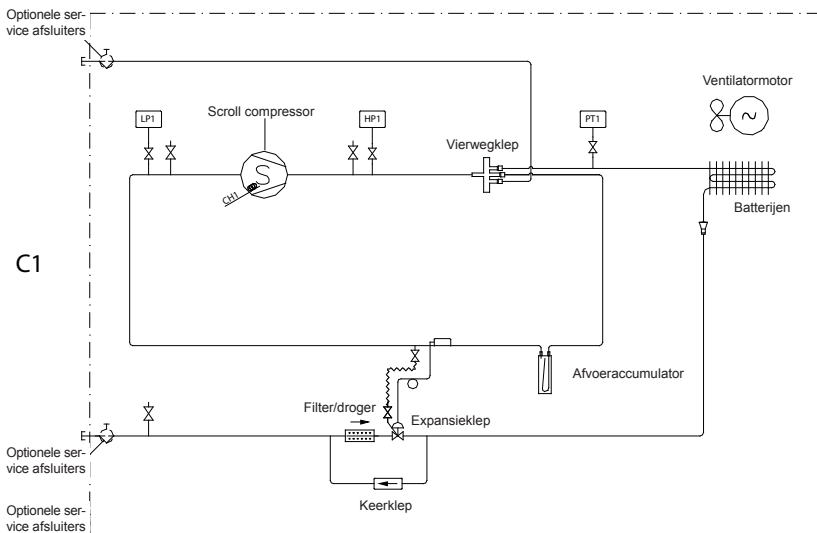 Optionele ser-
vice afsluiters
Ventilatormotor
Scroll compressor
LP1
HP1
PT1
Vierwegklep
S
CH1
Batterijen
C1
Afvoeraccumulator
Filter/droger
Expansieklep
Optionele ser-
vice afsluiters
Keerklep
Optionele ser-
vice afsluiters